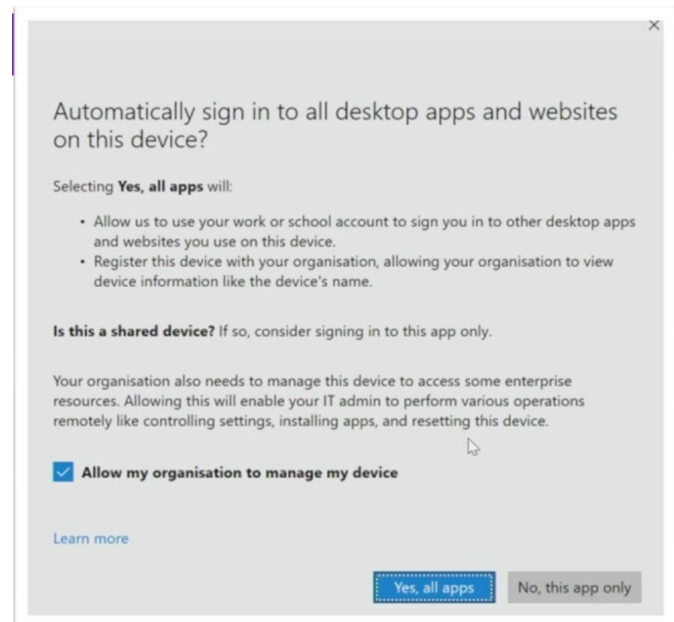 Automatically sign in to all desktop apps and websites
on this device?
Selecting Yes, all apps will:
• Allow us to use your work or school account to sign you in to other desktop apps
and websites you use on this device.
• Register this device with your organisation, allowing your organisation to view
device information like the device's name.
Is this a shared device? If so, consider signing in to this app only.
Your organisation also needs to manage this device to access some enterprise
resources. Allowing this will enable your IT admin to perform various operations
remotely like controlling settings, installing apps, and resetting this device.
Allow my organisation to manage my device
Learn more
Yes, all apps
No, this app only